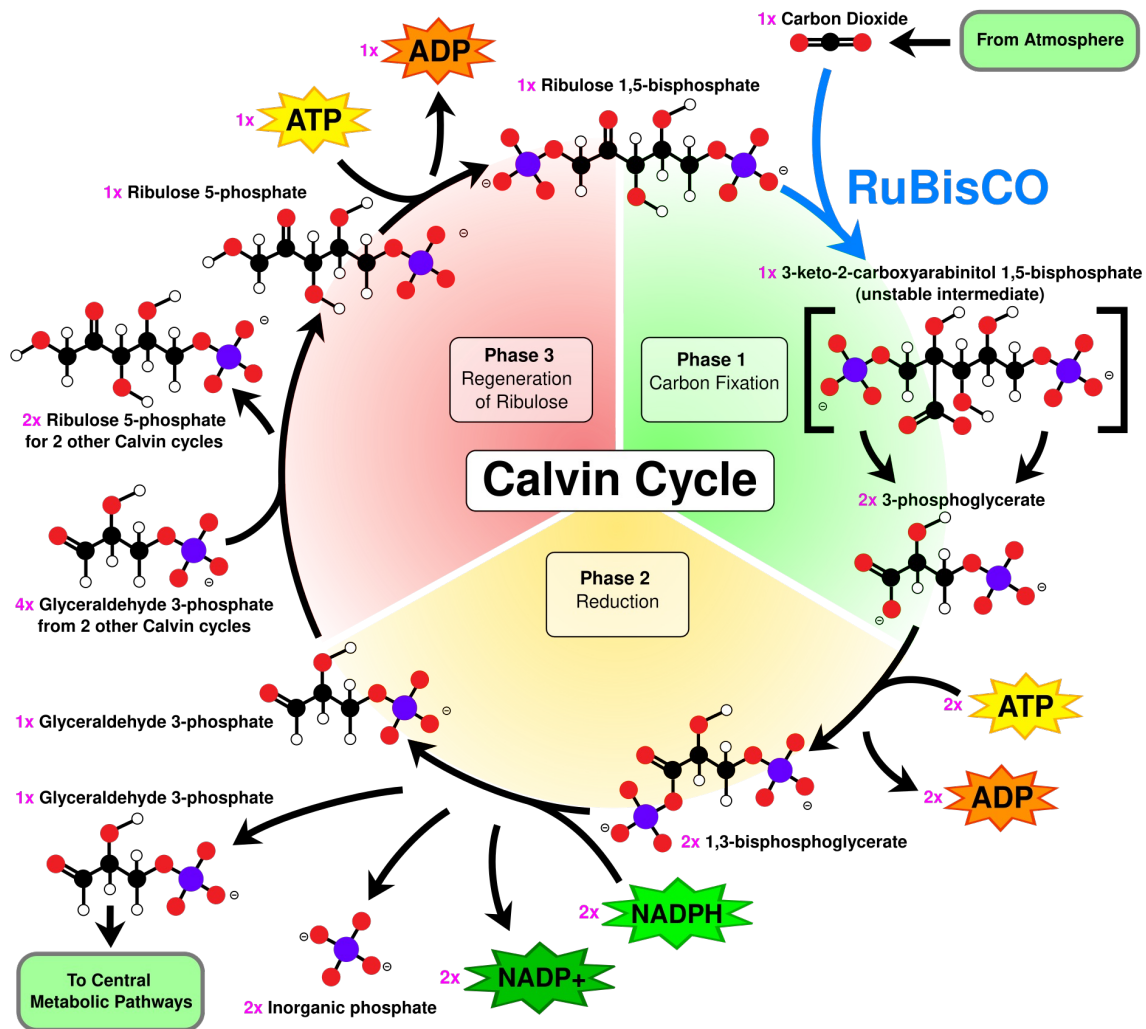 1x Carbon Dioxide
From Atmosphere
1x ADP
1x ATP
1x Ribulose 1,5-bisphosphate
RuBisCO
1x Ribulose 5-phosphate
1x 3-keto-2-carboxyarabinitol 1,5-bisphosphate
(unstable intermediate)
Phase 3
Regeneration
of Ribulose
Phase 1
Carbon Fixation
2x Ribulose 5-phosphate
for 2 other Calvin cycles
Calvin Cycle
2x 3-phosphoglycerate
Phase 2
Reduction
4x Glyceraldehyde 3-phosphate
from 2 other Calvin cycles
2x ATP
1x Glyceraldehyde 3-phosphate
1x Glyceraldehyde 3-phosphate
2x ADP
2x 1,3-bisphosphoglycerate
2x NADPH
2x NADP+
To Central
Metabolic Pathways
2x Inorganic phosphate